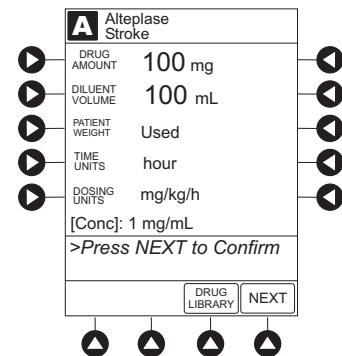 A Alteplase
Stroke
DRUG
AMOUNT 100 mg
DILUENT
VOLUME 100 mL
PATIENT
WEIGHT Used
TIME
UNITS hour
DOSING
UNITS mg/kg/h
[Conc]: 1 mg/mL
>Press NEXT to Confirm
DRUG
LIBRARY NEXT